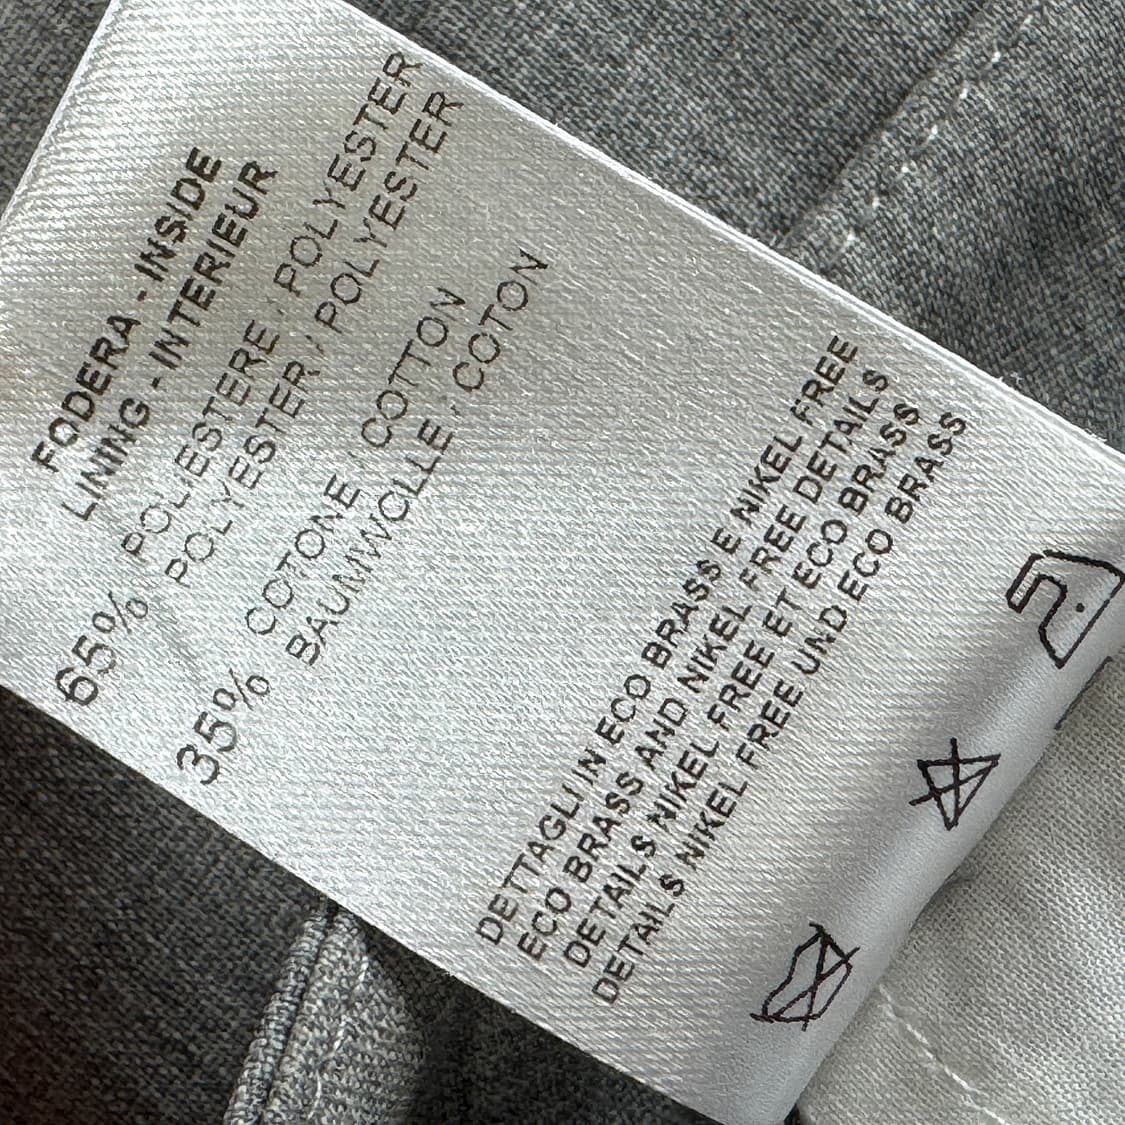 FODERA - INSIDE
LINING - INTERIEUR
65% POLIESTERE / POLYESTER
POLYESTER / POLYESTER
35% COTONE / COTTON
BAUMWOLLE / COTON
DETTAGLI IN ECO BRASS E NIKEL FREE
ECO BRASS AND NIKEL FREE DETAILS
DETAILS NIKEL FREE ET ECO BRASS
DETAILS NIKEL FREE UND ECO BRASS